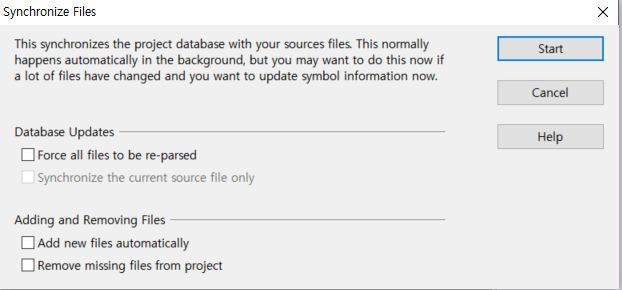 Synchronize Files
This synchronizes the project database with your sources files. This normally
happens automatically in the background, but you may want to do this now if
a lot of files have changed and you want to update symbol information now.
Start
Cancel
Help
Database Updates
Force all files to be re-parsed
Synchronize the current source file only
Adding and Removing Files
Add new files automatically
Remove missing files from project